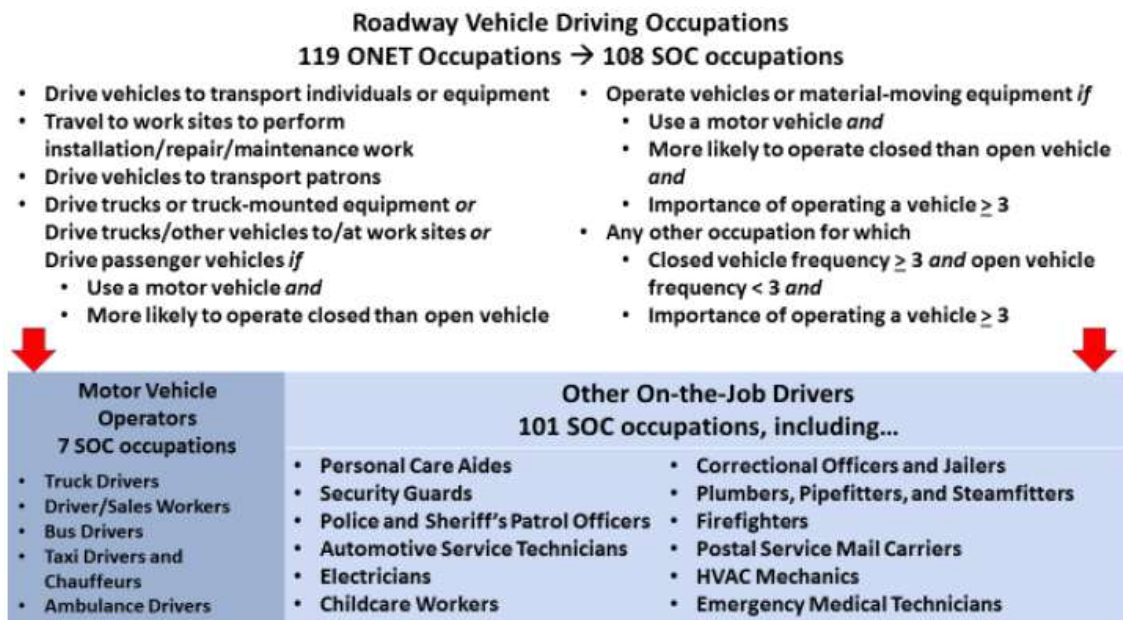 Roadway Vehicle Driving Occupations
119 ONET Occupations → 108 SOC occupations
• Drive vehicles to transport individuals or equipment
• Travel to work sites to perform
installation/repair/maintenance work
• Drive vehicles to transport patrons
• Drive trucks or truck-mounted equipment or
Drive trucks/other vehicles to/at work sites or
Drive passenger vehicles if
• Use a motor vehicle and
• More likely to operate closed than open vehicle
• Operate vehicles or material-moving equipment if
• Use a motor vehicle and
• More likely to operate closed than open vehicle
and
• Importance of operating a vehicle ≥ 3
• Any other occupation for which
• Closed vehicle frequency ≥ 3 and open vehicle
frequency < 3 and
• Importance of operating a vehicle ≥ 3
Motor Vehicle
Operators
7 SOC occupations
• Truck Drivers
• Driver/Sales Workers
• Bus Drivers
• Taxi Drivers and
Chauffeurs
• Ambulance Drivers
Other On-the-Job Drivers
101 SOC occupations, including...
• Personal Care Aides
• Security Guards
• Police and Sheriff's Patrol Officers
• Automotive Service Technicians
• Electricians
• Childcare Workers
• Correctional Officers and Jailers
• Plumbers, Pipefitters, and Steamfitters
• Firefighters
• Postal Service Mail Carriers
• HVAC Mechanics
• Emergency Medical Technicians